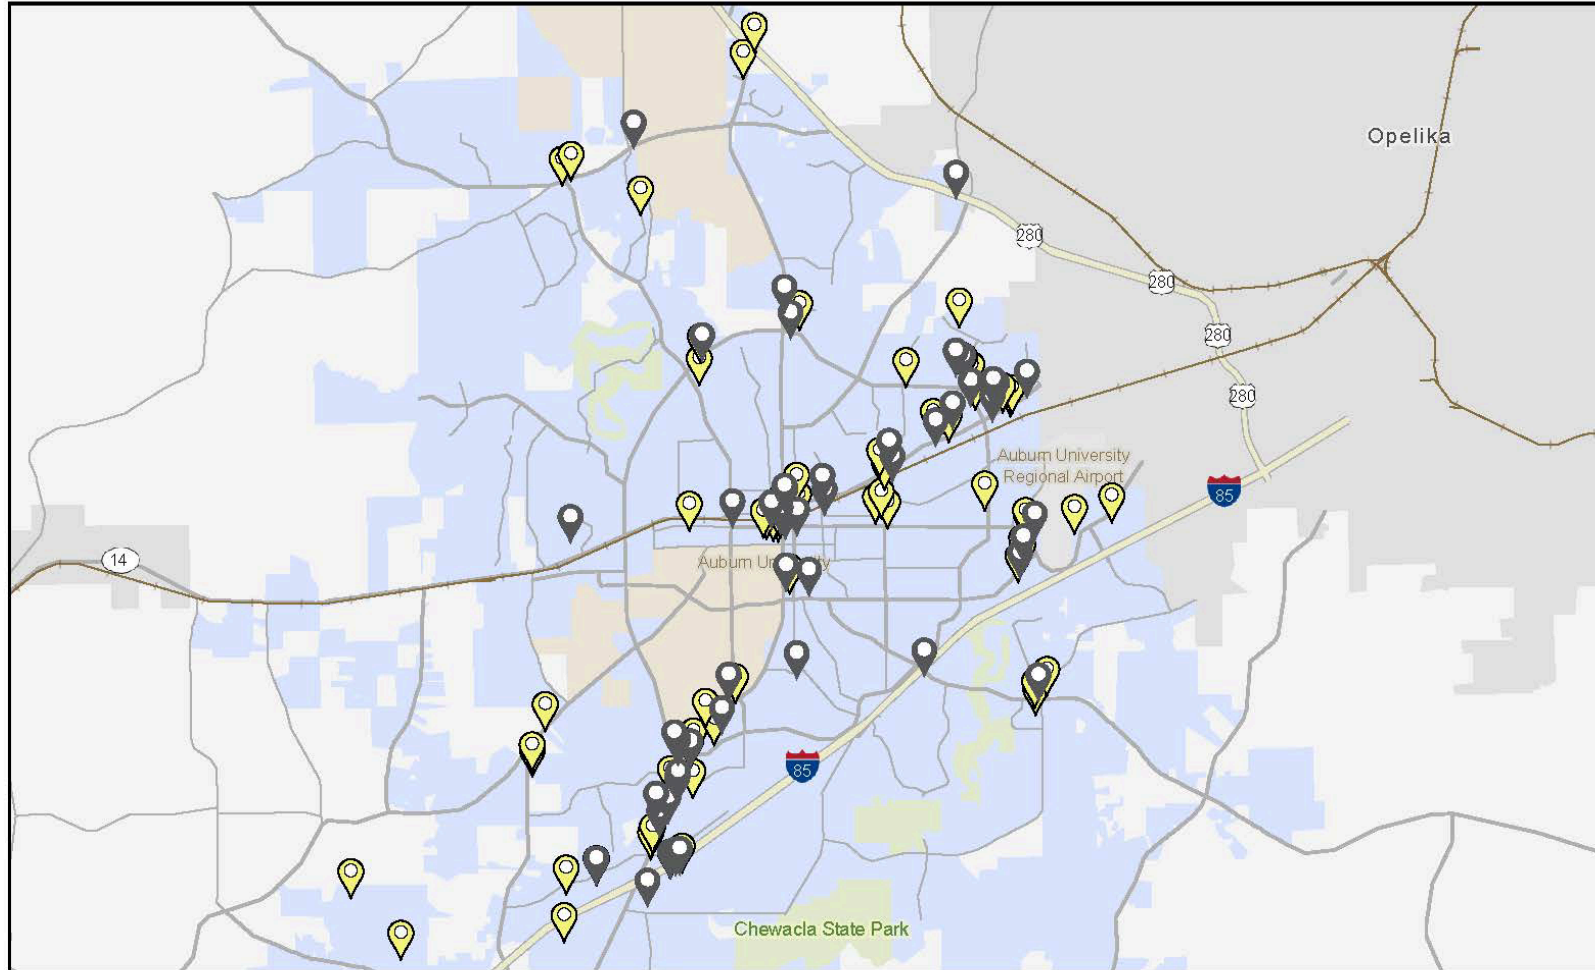 Opelika
280
280
280
280
Auburn University
Regional Airport
85
14
Auburn University
85
Chewacla State Park